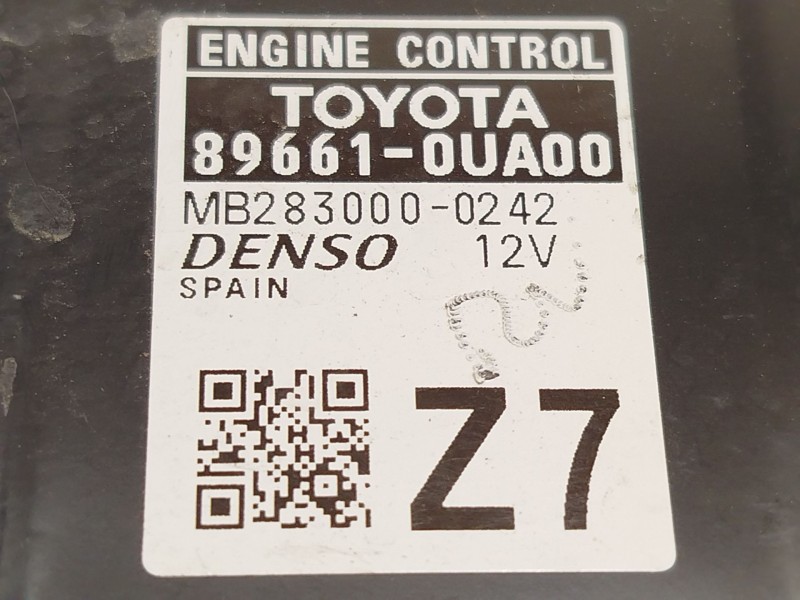 ENGINE CONTROL
TOYOTA
89661-0UA00
MB283000-0242
DENSO 12V
SPAIN
Z7